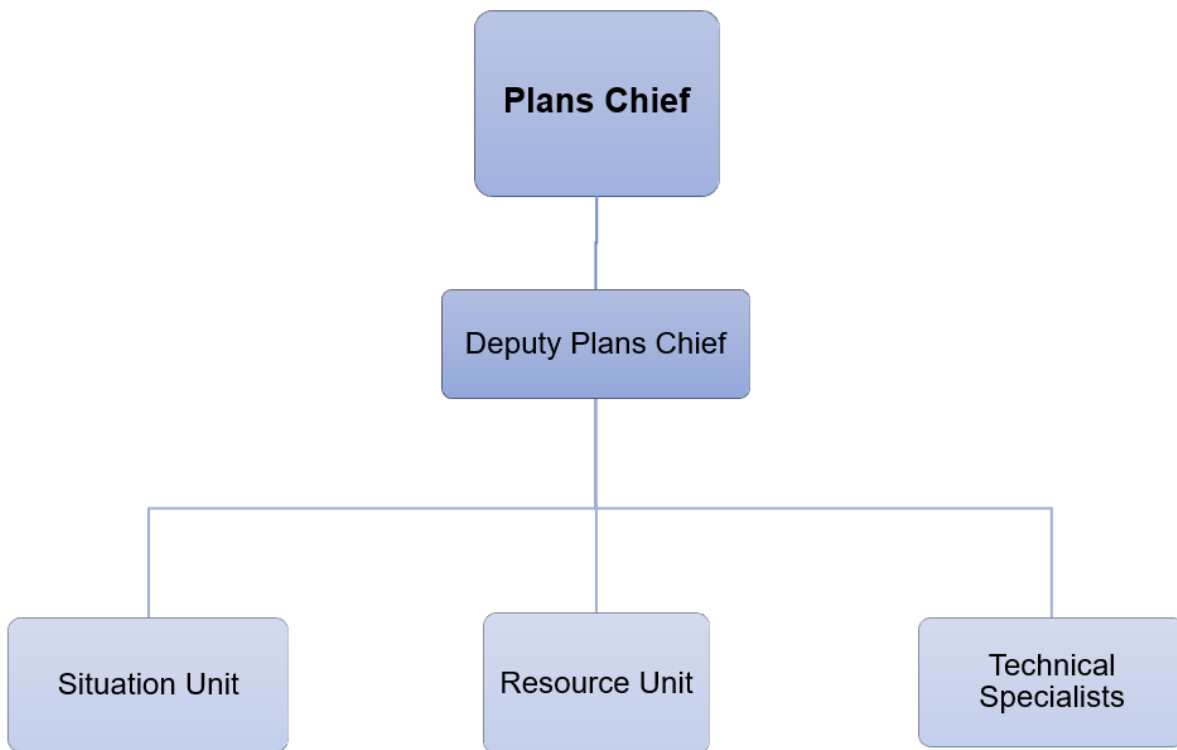 Plans Chief
Deputy Plans Chief
Situation Unit
Resource Unit
Technical
Specialists